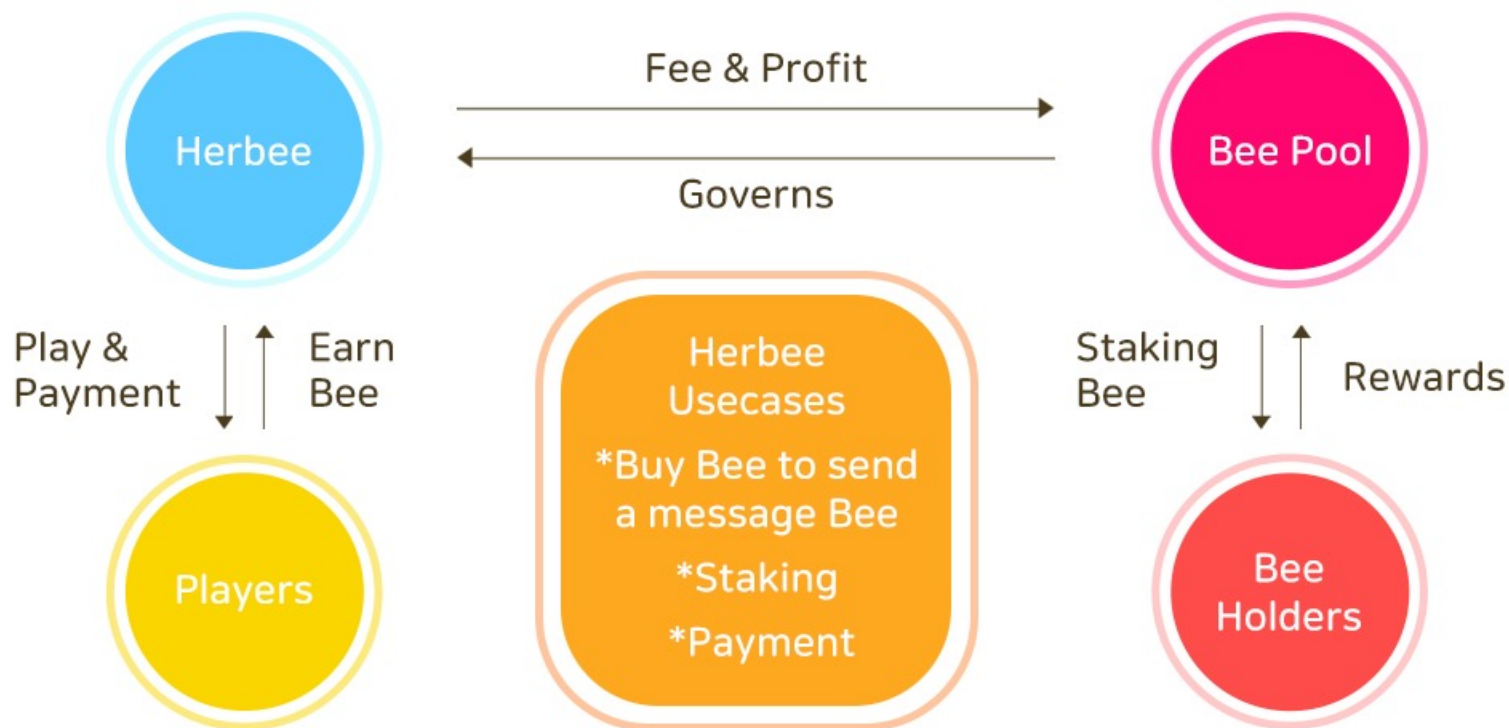 Fee & Profit
Herbee
Bee Pool
Governs
Play &
Payment
Earn
Bee
Staking
Bee
Rewards
Herbee
Usecases
*Buy Bee to send
a message Bee
*Staking
*Payment
Players
Bee
Holders